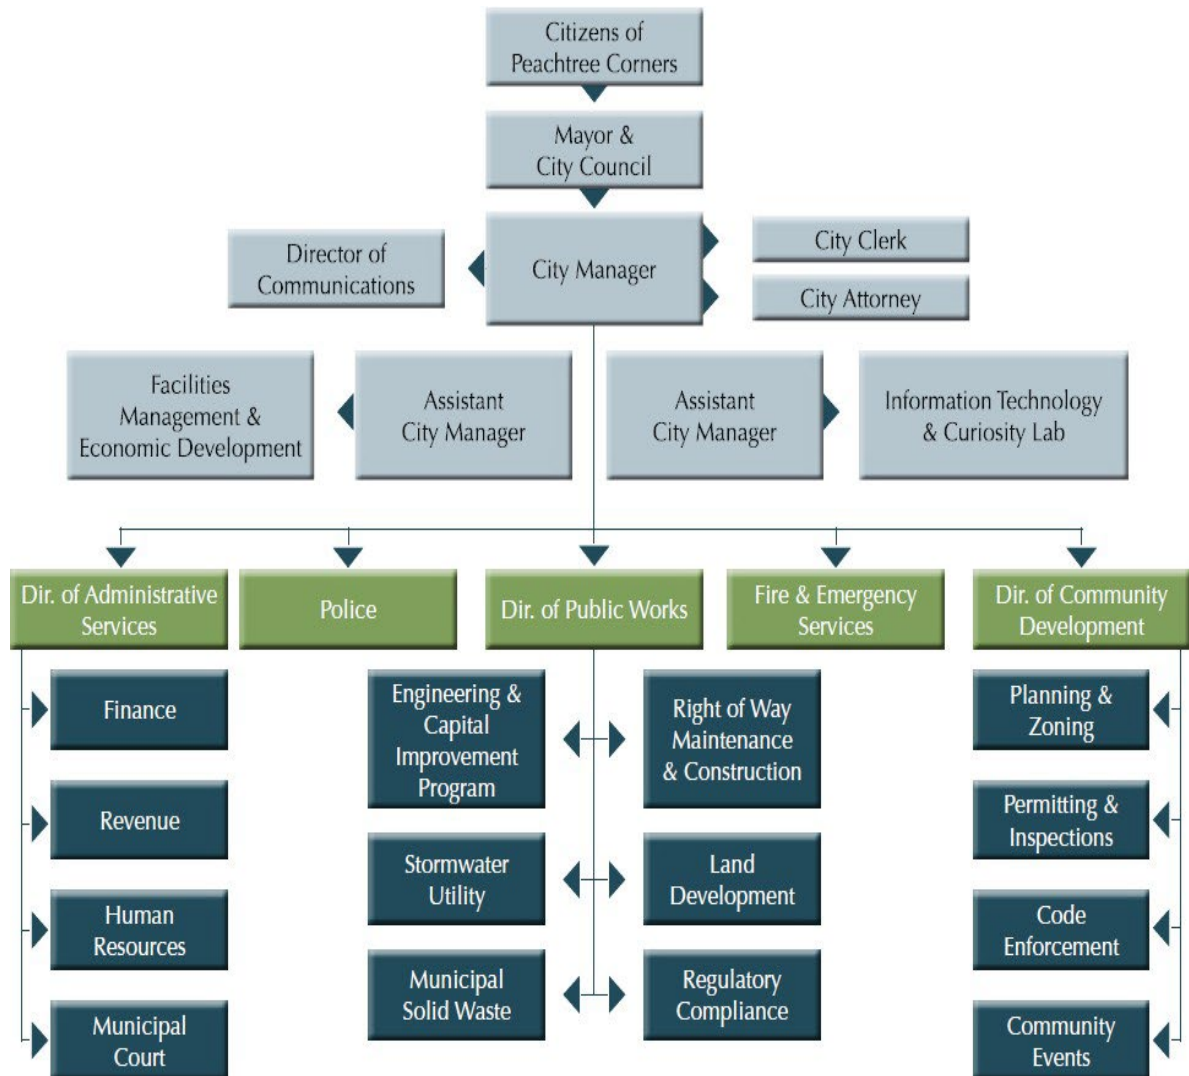 Citizens of
Peachtree Corners
Mayor &
City Council
City Manager
Director of
Communications
City Clerk
City Attorney
Facilities
Management &
Economic Development
Assistant
City Manager
Assistant
City Manager
Information Technology
& Curiosity Lab
Dir. of Administrative
Services
Police
Dir. of Public Works
Fire & Emergency
Services
Dir. of Community
Development
Finance
Revenue
Human
Resources
Municipal
Court
Engineering &
Capital
Improvement
Program
Right of Way
Maintenance
& Construction
Stormwater
Utility
Land
Development
Municipal
Solid Waste
Regulatory
Compliance
Planning &
Zoning
Permitting &
Inspections
Code
Enforcement
Community
Events